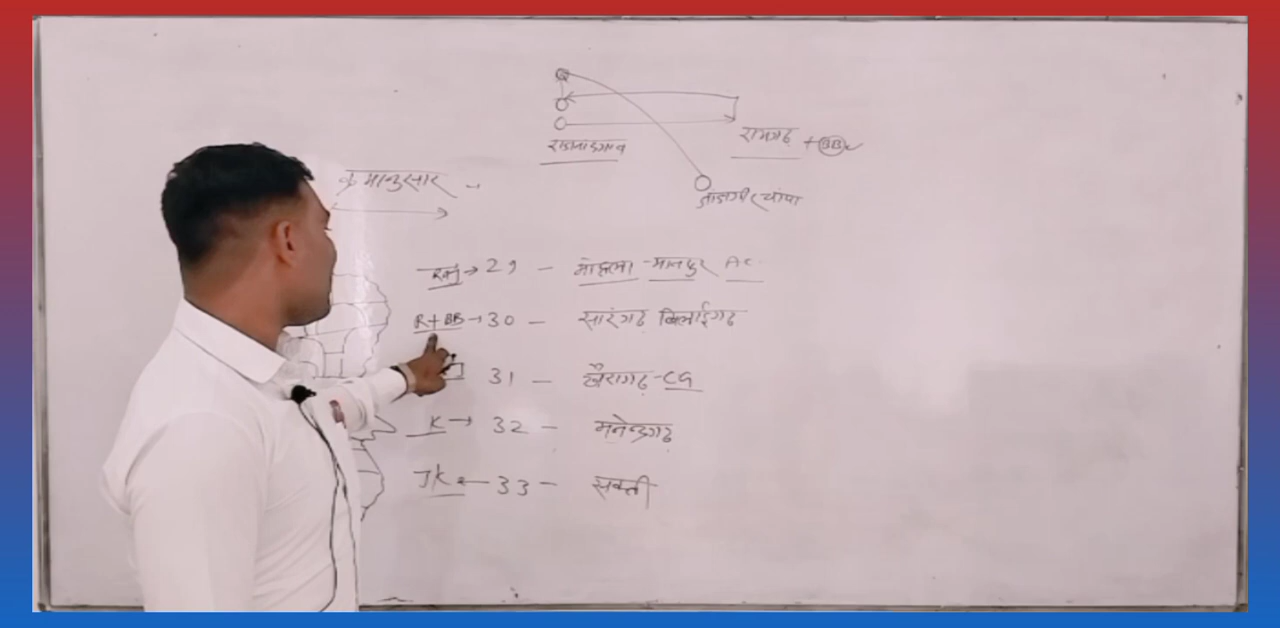 राजनांदगांव
रायगढ़ + BB
जांजगीर चांपा
क्रमानुसार →
→ 29 — मोहला - मानपुर AC
R+BB → 30 — सारंगढ़ बिलाईगढ़
31 — खैरागढ़ - CG
K → 32 — मनेन्द्रगढ़
JK ← 33 — सक्ती